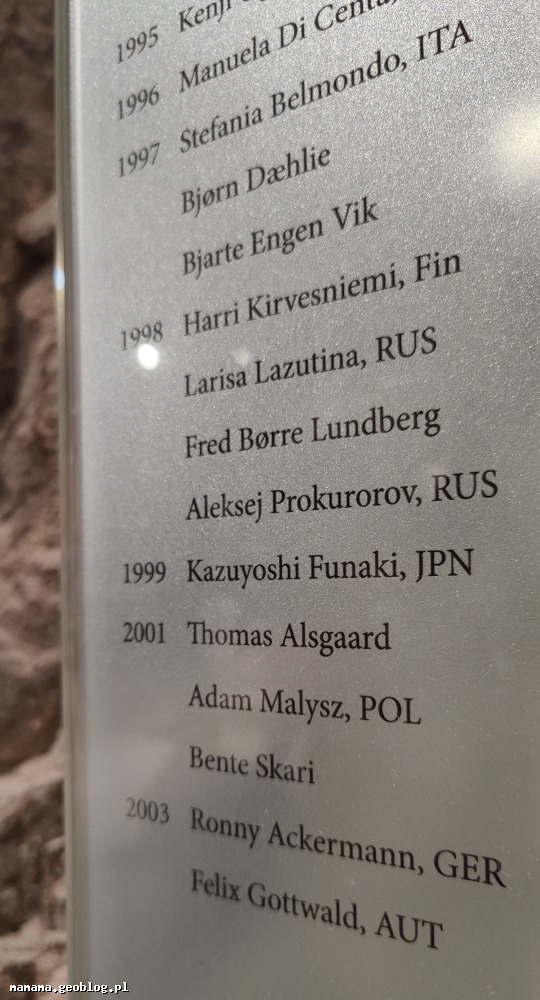 1995 Kenji
1996 Manuela Di Centa,
1997 Stefania Belmondo, ITA
Bjørn Dæhlie
Bjarte Engen Vik
1998 Harri Kirvesniemi, Fin
Larisa Lazutina, RUS
Fred Børre Lundberg
Aleksej Prokurorov, RUS
1999 Kazuyoshi Funaki, JPN
2001 Thomas Alsgaard
Adam Malysz, POL
Bente Skari
2003 Ronny Ackermann, GER
Felix Gottwald, AUT
mamama.geoblog.pl